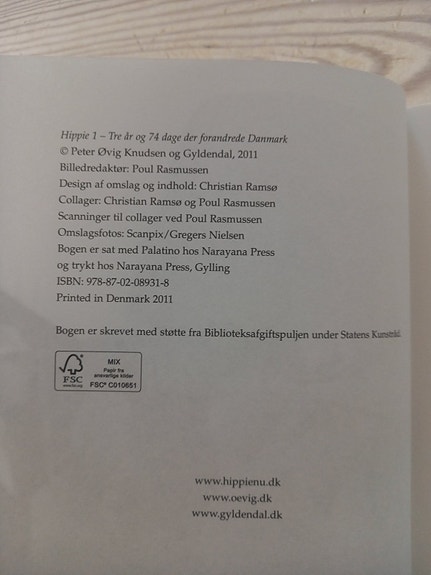 Hippie 1 – Tre år og 74 dage der forandrede Danmark
© Peter Øvig Knudsen og Gyldendal, 2011
Billedredaktør: Poul Rasmussen
Design af omslag og indhold: Christian Ramsø
Collager: Christian Ramsø og Poul Rasmussen
Scanninger til collager ved Poul Rasmussen
Omslagsfotos: Scanpix/Gregers Nielsen
Bogen er sat med Palatino hos Narayana Press
og trykt hos Narayana Press, Gylling
ISBN: 978-87-02-08931-8
Printed in Denmark 2011
Bogen er skrevet med støtte fra Biblioteksafgiftspuljen under Statens Kunstråd.
FSC
MIX
Papir fra
ansvarlige kilder
FSC® C010651
www.hippienu.dk
www.oevig.dk
www.gyldendal.dk